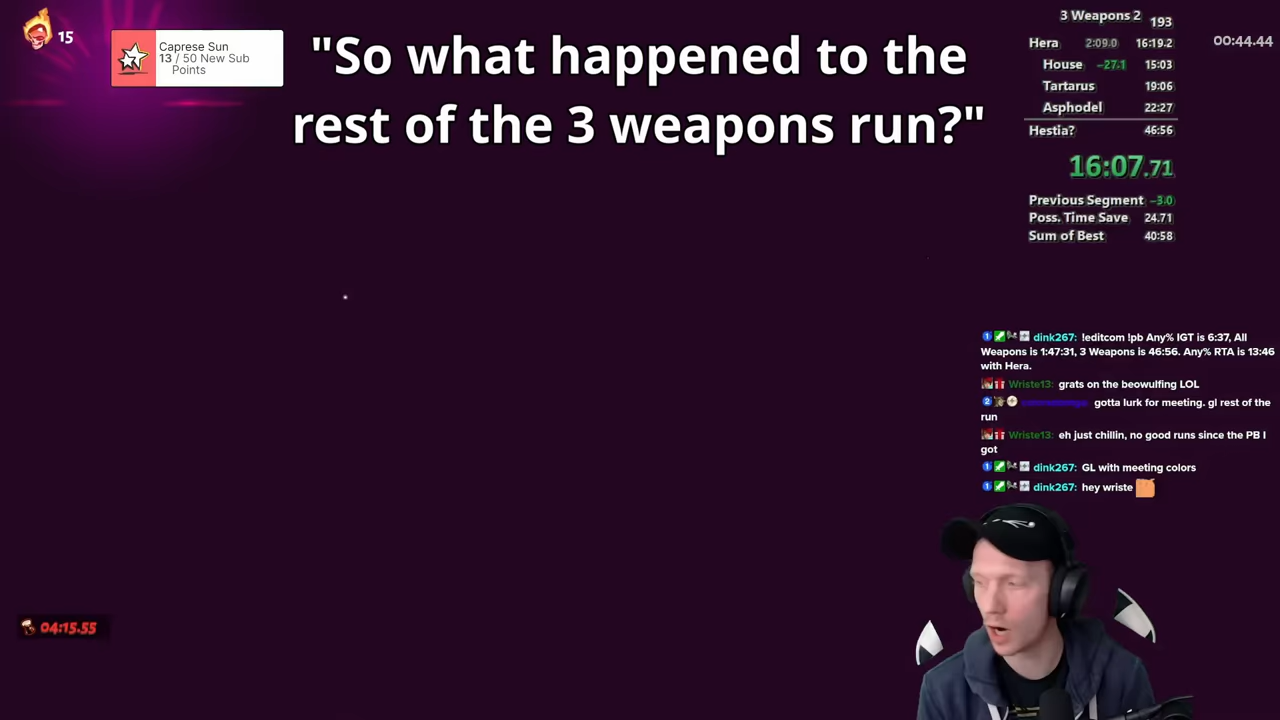 15
Caprese Sun
13 / 50 New Sub
Points
"So what happened to the
rest of the 3 weapons run?"
3 Weapons 2 193
Hera 2:09.0 16:19.2
House -27.1 15:03
Tartarus 19:06
Asphodel 22:27
Hestia? 46:56
16:07.71
Previous Segment -3.0
Poss. Time Save 24.71
Sum of Best 40:58
00:44.44
dink267: !editcom !pb Any% IGT is 6:37, All
Weapons is 1:47:31, 3 Weapons is 46:56. Any% RTA is 13:46
with Hera.
Wriste13: grats on the beowulfing LOL
gotta lurk for meeting. gl rest of the
run
Wriste13: eh just chillin, no good runs since the PB I
got
dink267: GL with meeting colors
dink267: hey wriste
04:15.55